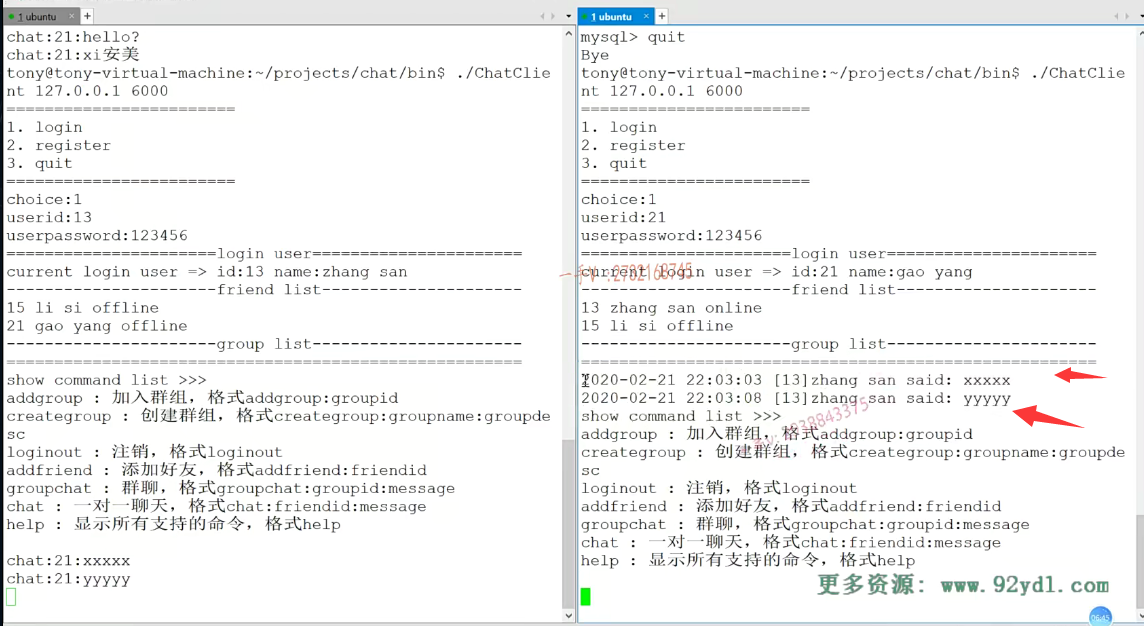 1 ubuntu × +
chat:21:hello?
chat:21:xi安美
tony@tony-virtual-machine:~/projects/chat/bin$ ./ChatClie
nt 127.0.0.1 6000
========================
1. login
2. register
3. quit
========================
choice:1
userid:13
userpassword:123456
======================login user======================
current login user => id:13 name:zhang san
----------------------friend list---------------------
15 li si offline
21 gao yang offline
----------------------group list----------------------
======================================================
show command list >>>
addgroup : 加入群组，格式addgroup:groupid
creategroup : 创建群组，格式creategroup:groupname:groupde
sc
loginout : 注销，格式loginout
addfriend : 添加好友，格式addfriend:friendid
groupchat : 群聊，格式groupchat:groupid:message
chat : 一对一聊天，格式chat:friendid:message
help : 显示所有支持的命令，格式help
chat:21:xxxxx
chat:21:yyyyy
1 ubuntu × +
mysql> quit
Bye
tony@tony-virtual-machine:~/projects/chat/bin$ ./ChatClie
nt 127.0.0.1 6000
========================
1. login
2. register
3. quit
========================
choice:1
userid:21
userpassword:123456
======================login user======================
current login user => id:21 name:gao yang
----------------------friend list---------------------
13 zhang san online
15 li si offline
----------------------group list----------------------
======================================================
2020-02-21 22:03:03 [13]zhang san said: xxxxx
2020-02-21 22:03:08 [13]zhang san said: yyyyy
show command list >>>
addgroup : 加入群组，格式addgroup:groupid
creategroup : 创建群组，格式creategroup:groupname:groupde
sc
loginout : 注销，格式loginout
addfriend : 添加好友，格式addfriend:friendid
groupchat : 群聊，格式groupchat:groupid:message
chat : 一对一聊天，格式chat:friendid:message
help : 显示所有支持的命令，格式help
更多资源: www.92yd1.com
06:45